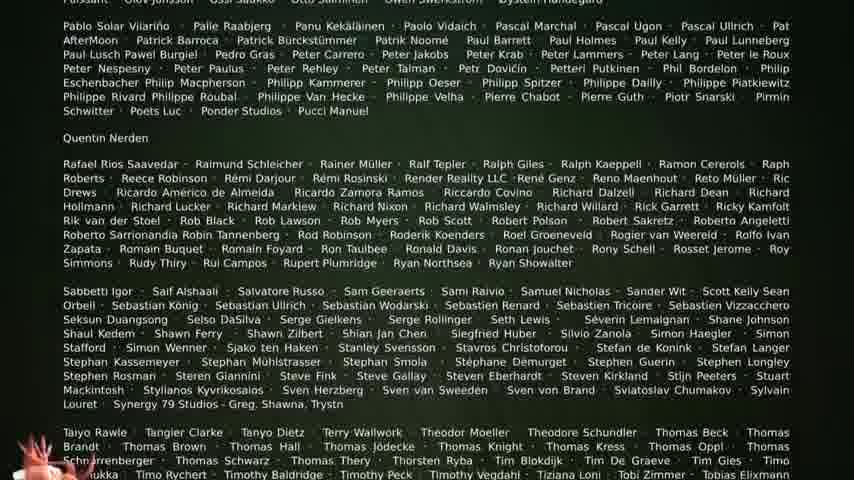 Pablo Solar Vilariño · Palle Raabjerg · Panu Kekäläinen · Paolo Vidaich · Pascal Marchal · Pascal Ugon · Pascal Ullrich · Pat
AfterMoon · Patrick Barroca · Patrick Bürckstümmer · Patrik Noomé · Paul Barrett · Paul Holmes · Paul Kelly · Paul Lunneberg
Paul Lusch Pawel Burgiel · Pedro Gras · Peter Carrero · Peter Jakobs · Peter Krab · Peter Lammers · Peter Lang · Peter le Roux
Peter Nespesny · Peter Paulus · Peter Rehley · Peter Talman · Petr Dovičín · Petteri Putkinen · Phil Bordelon · Philip
Eschenbacher Philip Macpherson · Philipp Kammerer · Philipp Oeser · Philipp Spitzer · Philippe Dailly · Philippe Piatkiewitz
Philippe Rivard Philippe Roubal · Philippe Van Hecke · Philippe Velha · Pierre Chabot · Pierre Guth · Piotr Snarski · Pirmin
Schwitter · Poets Luc · Ponder Studios · Pucci Manuel
Quentin Nerden
Rafael Rios Saavedar · Raimund Schleicher · Rainer Müller · Ralf Tepler · Ralph Giles · Ralph Kaeppeli · Ramon Cererols · Raph
Roberts · Reece Robinson · Rémi Darjour · Rémi Rosinski · Render Reality LLC · René Genz · Reno Maenhout · Reto Müller · Ric
Drews · Ricardo Américo de Almeida · Ricardo Zamora Ramos · Riccardo Covino · Richard Dalzell · Richard Dean · Richard
Hollmann · Richard Lucker · Richard Markiew · Richard Nixon · Richard Walmsley · Richard Willard · Rick Garrett · Ricky Kamfolt
Rik van der Stoel · Rob Black · Rob Lawson · Rob Myers · Rob Scott · Robert Polson · Robert Sakretz · Roberto Angeletti
Roberto Sarrionandia Robin Tannenberg · Rod Robinson · Roderik Koenders · Roel Groeneveld · Rogier van Weereld · Rolfo Ivan
Zapata · Romain Buquet · Romain Foyard · Ron Taulbee · Ronald Davis · Ronan Jouchet · Rony Schell · Rosset Jerome · Roy
Simmons · Rudy Thiry · Rui Campos · Rupert Plumridge · Ryan Northsea · Ryan Showalter
Sabbetti Igor · Saif Alshaali · Salvatore Russo · Sam Geeraerts · Sami Raivio · Samuel Nicholas · Sander Wit · Scott Kelly Sean
Orbell · Sebastian König · Sebastian Ullrich · Sebastian Wodarski · Sebastien Renard · Sebastien Tricoire · Sebastien Vizzacchero
Seksun Duangsong · Selso DaSilva · Serge Gielkens · Serge Rollinger · Seth Lewis · Séverin Lemaignan · Shane Johnson
Shaul Kedem · Shawn Ferry · Shawn Zilbert · Shian Jan Chen · Siegfried Huber · Silvio Zanola · Simon Haegler · Simon
Stafford · Simon Wenner · Sjako ten Haken · Stanley Svensson · Stavros Christoforou · Stefan de Konink · Stefan Langer
Stephan Kassemeyer · Stephan Mühlstrasser · Stephan Smola · Stéphane Demurget · Stephen Guerin · Stephen Longley
Stephen Rosman · Steren Giannini · Steve Fink · Steve Gallay · Steven Eberhardt · Steven Kirkland · Stijn Peeters · Stuart
Mackintosh · Stylianos Kyvrikosaios · Sven Herzberg · Sven van Sweeden · Sven von Brand · Sviatoslav Chumakov · Sylvain
Louret · Synergy 79 Studios - Greg, Shawna, Trystn
Taiyo Rawle · Tangier Clarke · Tanyo Dietz · Terry Wallwork · Theodor Moeller · Theodore Schundler · Thomas Beck · Thomas
Brandt · Thomas Brown · Thomas Hall · Thomas Jödecke · Thomas Knight · Thomas Kress · Thomas Oppl · Thomas
Schnürrenberger · Thomas Schwarz · Thomas Thery · Thorsten Ryba · Tim Blokdijk · Tim De Graeve · Tim Gies · Timo
Timo Rychert · Timothy Baldridge · Timothy Peck · Timothy Vegdahl · Tiziana Loni · Tobi Zimmer · Tobias Elixmann